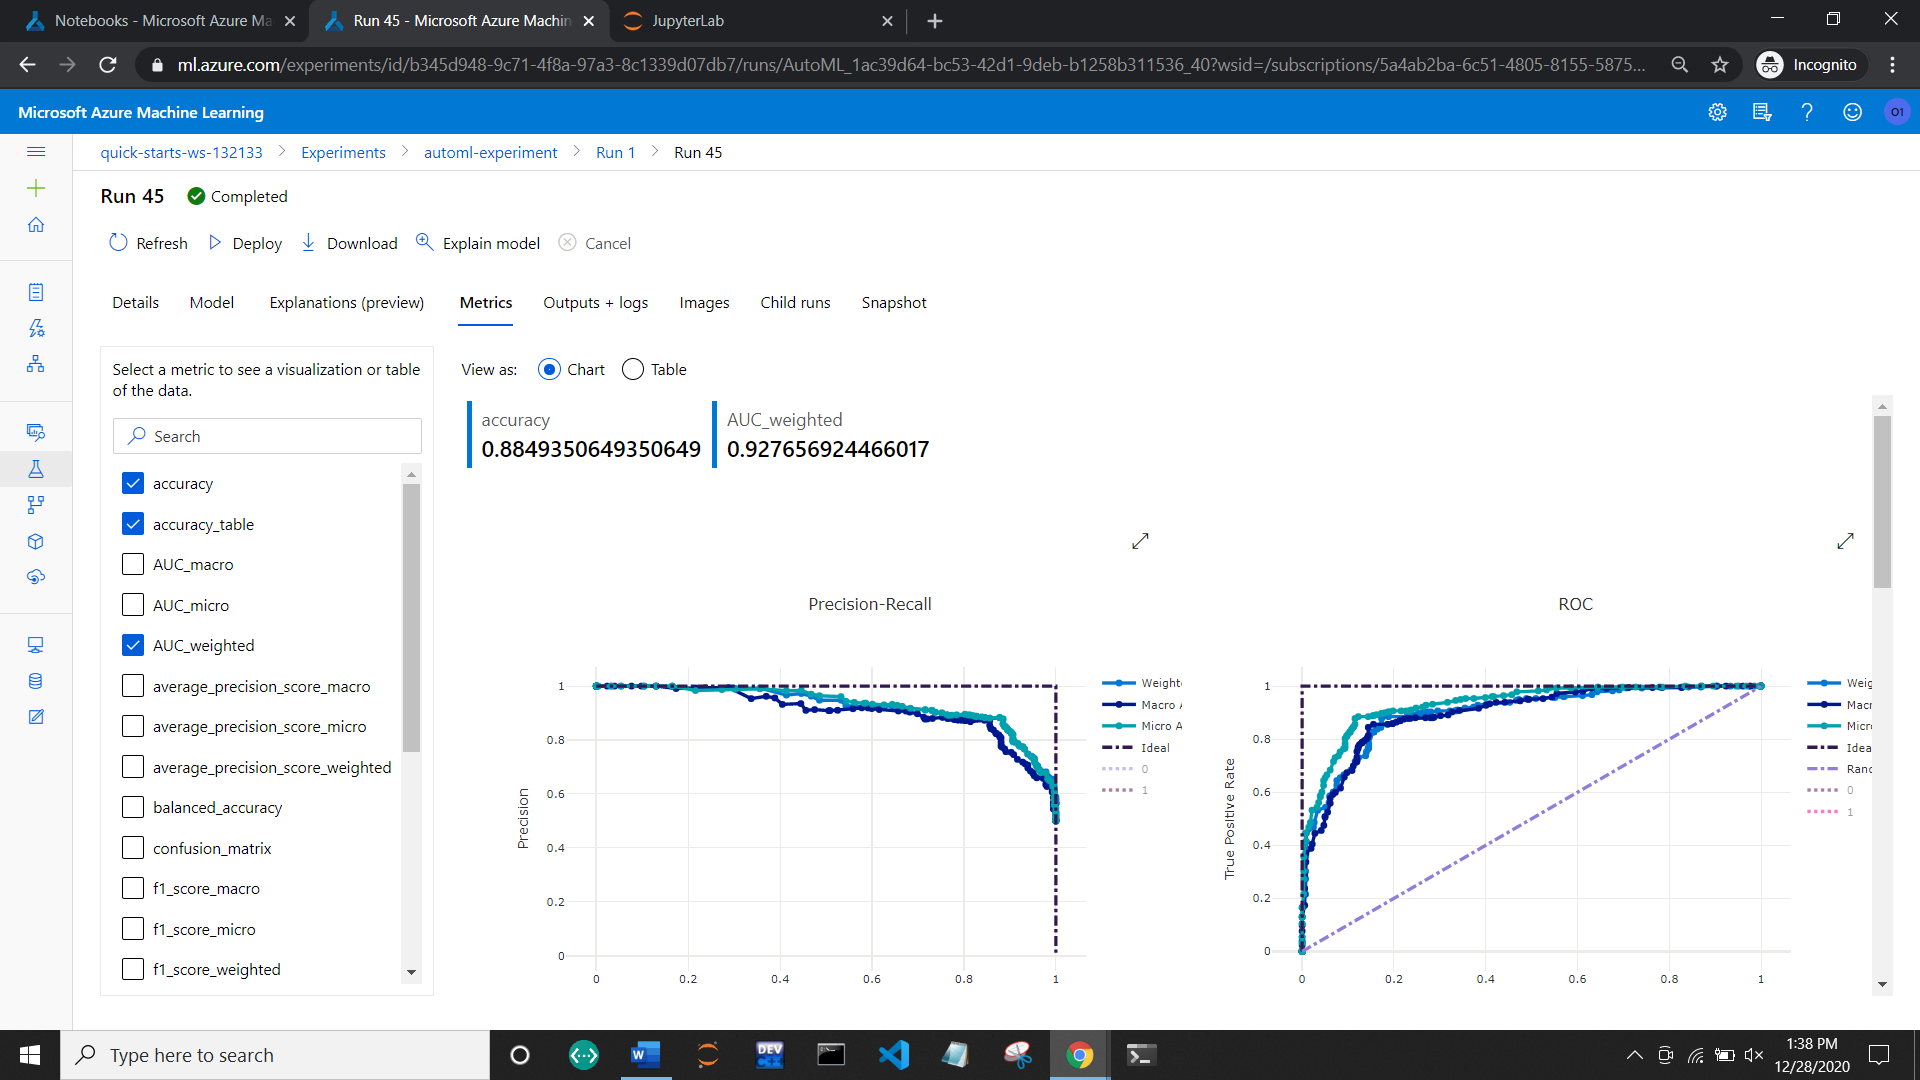 Notebooks - Microsoft Azure Ma
Run 45 - Microsoft Azure Machin
JupyterLab
ml.azure.com/experiments/id/b345d948-9c71-4f8a-97a3-8c1339d07db7/runs/AutoML_1ac39d64-bc53-42d1-9deb-b1258b311536_40?wsid=/subscriptions/5a4ab2ba-6c51-4805-8155-5875...
Incognito
Microsoft Azure Machine Learning
O1
quick-starts-ws-132133 > Experiments > automl-experiment > Run 1 > Run 45
Run 45 Completed
Refresh Deploy Download Explain model Cancel
Details Model Explanations (preview) Metrics Outputs + logs Images Child runs Snapshot
Select a metric to see a visualization or table
of the data.
Search
accuracy
accuracy_table
AUC_macro
AUC_micro
AUC_weighted
average_precision_score_macro
average_precision_score_micro
average_precision_score_weighted
balanced_accuracy
confusion_matrix
f1_score_macro
f1_score_micro
f1_score_weighted
View as: Chart Table
accuracy
0.8849350649350649
AUC_weighted
0.927656924466017
Precision-Recall
Precision
1
0.8
0.6
0.4
0.2
0
0 0.2 0.4 0.6 0.8 1
Weight
Macro A
Micro A
Ideal
0
1
ROC
True Positive Rate
1
0.8
0.6
0.4
0.2
0
0 0.2 0.4 0.6 0.8 1
Weig
Macr
Micr
Idea
Rand
0
1
Type here to search
W
DEV
C++
1:38 PM
12/28/2020